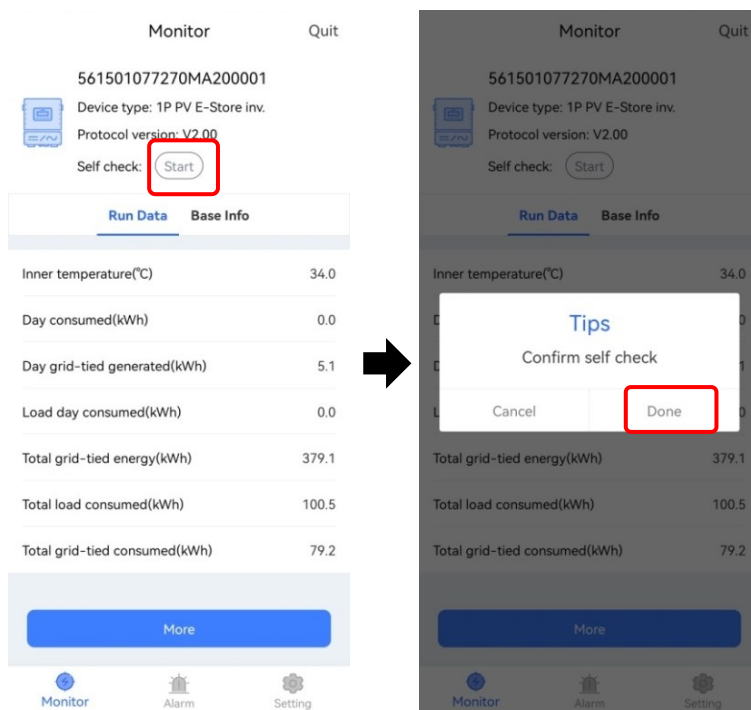 Monitor Quit
561501077270MA200001
Device type: 1P PV E-Store inv.
Protocol version: V2.00
Self check: Start
Run Data Base Info
Inner temperature(℃) 34.0
Day consumed(kWh) 0.0
Day grid-tied generated(kWh) 5.1
Load day consumed(kWh) 0.0
Total grid-tied energy(kWh) 379.1
Total load consumed(kWh) 100.5
Total grid-tied consumed(kWh) 79.2
More
Monitor Alarm Setting
Monitor Quit
561501077270MA200001
Device type: 1P PV E-Store inv.
Protocol version: V2.00
Self check: Start
Run Data Base Info
Inner temperature(℃) 34.0
Tips
Confirm self check
Cancel Done
Total grid-tied energy(kWh) 379.1
Total load consumed(kWh) 100.5
Total grid-tied consumed(kWh) 79.2
More
Monitor Alarm Setting